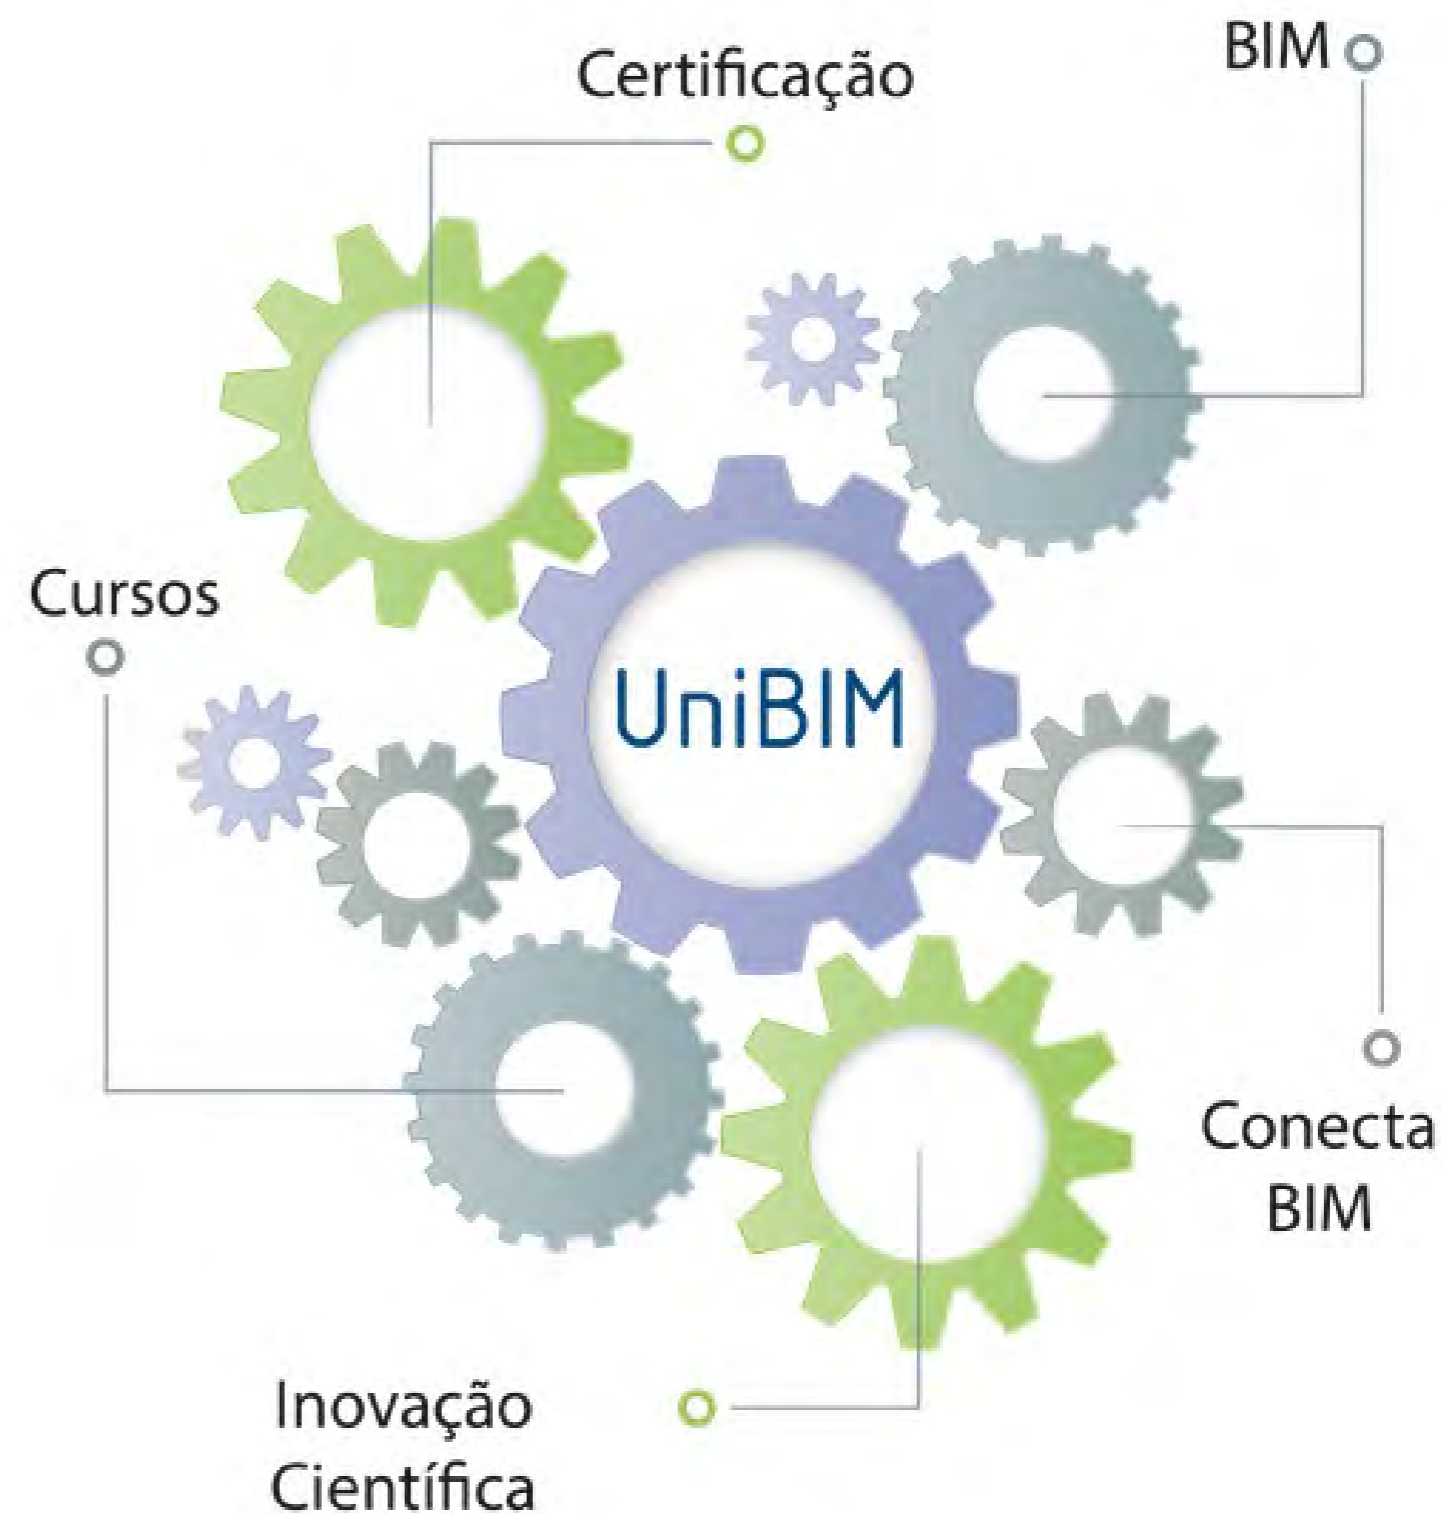 Certificação
BIM
Cursos
UniBIM
Conecta
BIM
Inovação
Científica